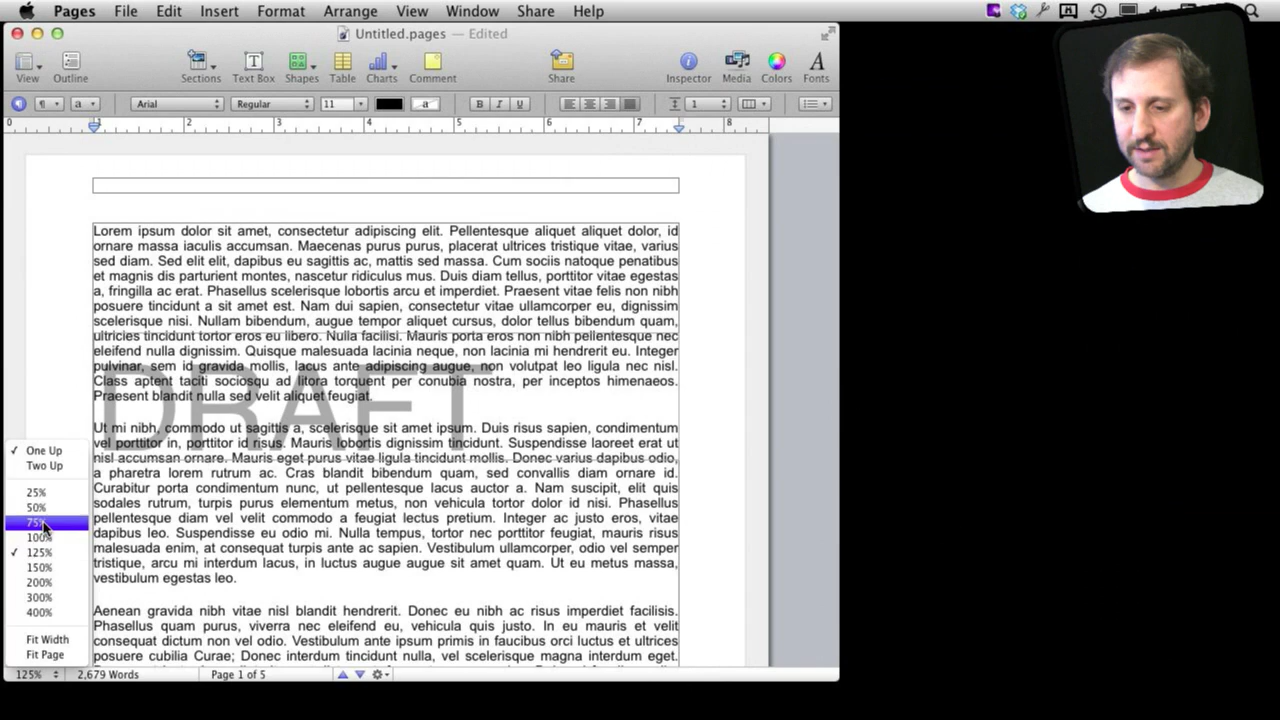 Pages File Edit Insert Format Arrange View Window Share Help
Untitled.pages — Edited
View Outline Sections Text Box Shapes Table Charts Comment Share Inspector Media Colors Fonts
¶ a Arial Regular 11 a B I U 1
0 1 2 3 4 5 6 7 8
Lorem ipsum dolor sit amet, consectetur adipiscing elit. Pellentesque aliquet aliquet dolor, id
ornare massa iaculis accumsan. Maecenas purus purus, placerat ultrices tristique vitae, varius
sed diam. Sed elit elit, dapibus eu sagittis ac, mattis sed massa. Cum sociis natoque penatibus
et magnis dis parturient montes, nascetur ridiculus mus. Duis diam tellus, porttitor vitae egestas
a, fringilla ac erat. Phasellus scelerisque lobortis arcu et imperdiet. Praesent vitae felis non nibh
posuere tincidunt a sit amet est. Nam dui sapien, consectetur vitae ullamcorper eu, dignissim
scelerisque nisi. Nullam bibendum, augue tempor aliquet cursus, dolor tellus bibendum quam,
ultricies tincidunt tortor eros eu libero. Nulla facilisi. Mauris porta eros non nibh pellentesque nec
eleifend nulla dignissim. Quisque malesuada lacinia neque, non lacinia mi hendrerit eu. Integer
pulvinar, sem id gravida mollis, lacus ante adipiscing augue, non volutpat leo ligula nec nisl.
Class aptent taciti sociosqu ad litora torquent per conubia nostra, per inceptos himenaeos.
Praesent blandit nulla sed velit aliquet feugiat.
DRAFT
Ut mi nibh, commodo ut sagittis a, scelerisque sit amet ipsum. Duis risus sapien, condimentum
vel porttitor in, porttitor id risus. Mauris lobortis dignissim tincidunt. Suspendisse laoreet erat ut
nisl accumsan ornare. Mauris eget purus vitae ligula tincidunt mollis. Donec varius dapibus odio,
a pharetra lorem rutrum ac. Cras blandit bibendum quam, sed convallis diam ornare id.
Curabitur porta condimentum nunc, ut pellentesque lacus auctor a. Nam suscipit, elit quis
sodales rutrum, turpis purus elementum metus, non vehicula tortor dolor id nisi. Phasellus
pellentesque diam vel velit commodo a feugiat lectus pretium. Integer ac justo eros, vitae
dapibus leo. Suspendisse eu odio mi. Nulla tempus, tortor nec porttitor feugiat, mauris risus
malesuada enim, at consequat turpis ante ac sapien. Vestibulum ullamcorper, odio vel semper
tristique, arcu mi interdum lacus, in luctus augue augue sit amet quam. Ut eu metus massa,
vestibulum egestas leo.
Aenean gravida nibh vitae nisl blandit hendrerit. Donec eu nibh ac risus imperdiet facilisis.
Phasellus quam purus, viverra nec eleifend eu, vehicula quis justo. In eu mauris et
consequat dictum non vel odio. Vestibulum ante ipsum primis in faucibus orci luctus et ultrices
posuere cubilia Curae; Donec interdum tincidunt nulla, vel scelerisque magna interdum eget.
One Up
Two Up
25%
50%
75%
100%
125%
150%
200%
300%
400%
Fit Width
Fit Page
125% 2,679 Words Page 1 of 5